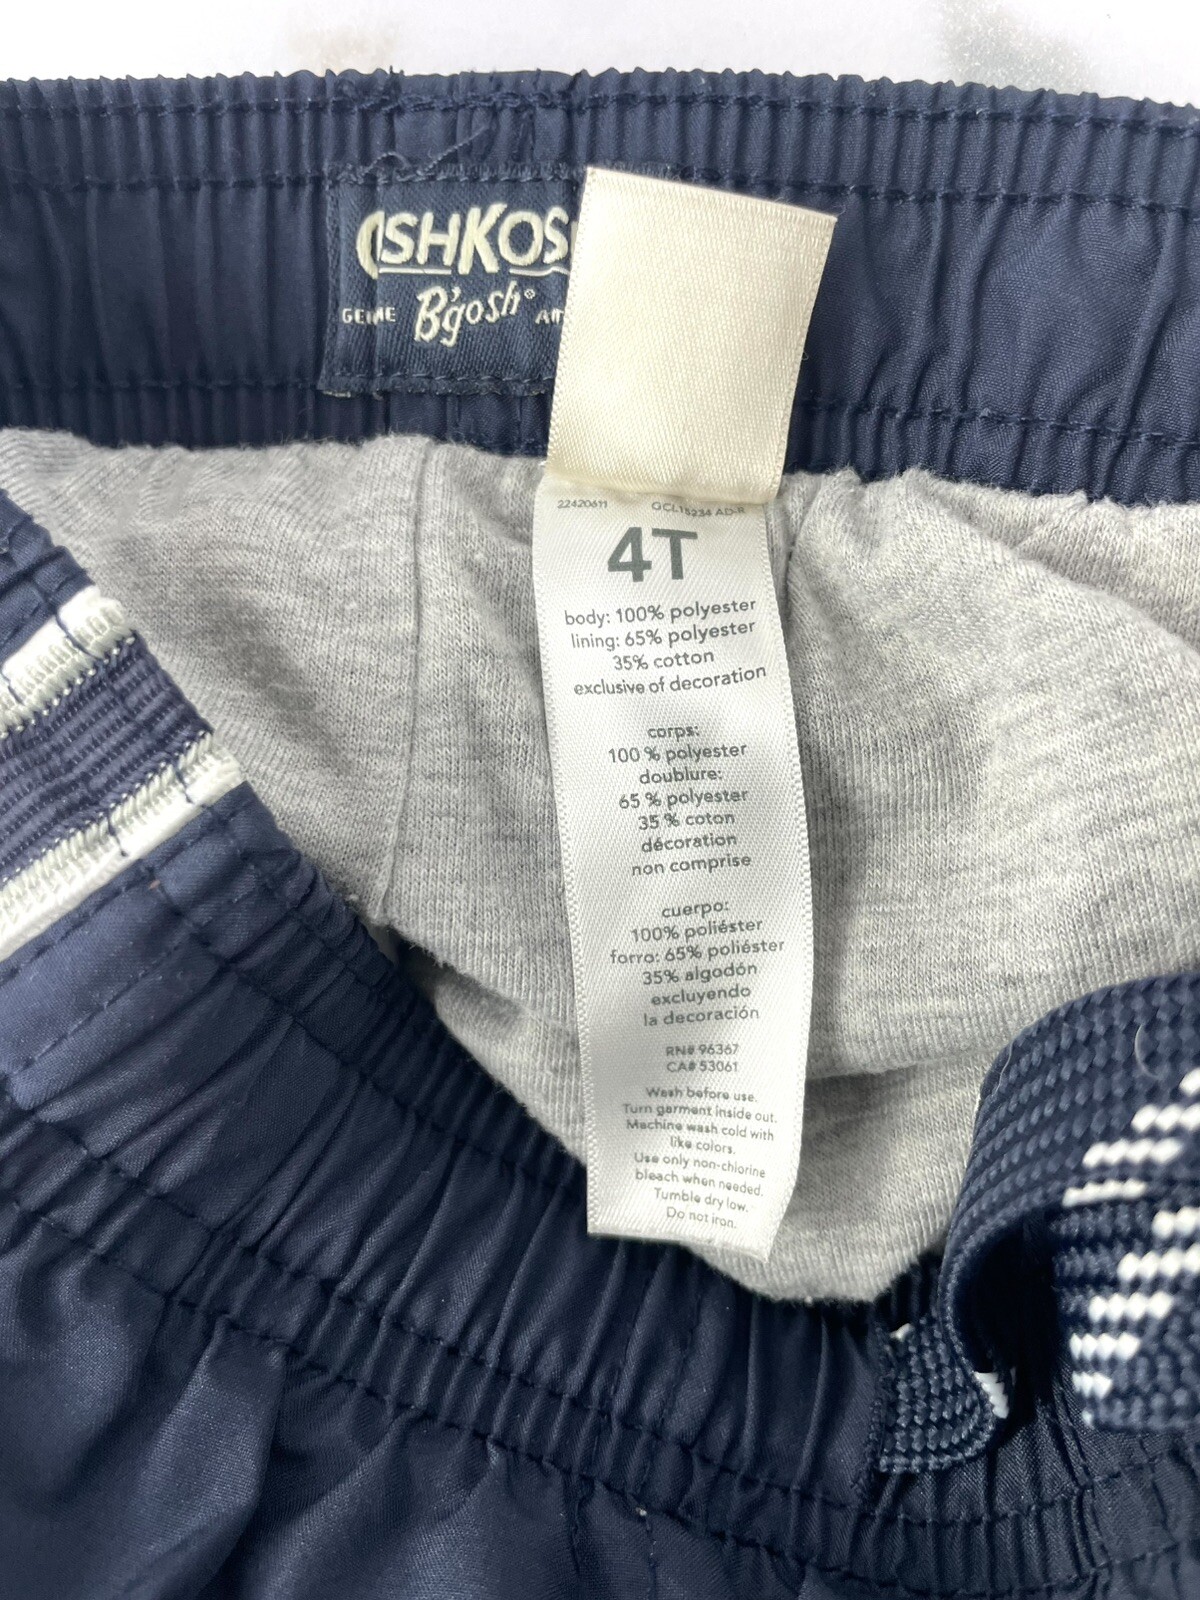 OSHKOS
B'gosh®
22420611 QCL15234 AD-R
4T
body: 100% polyester
lining: 65% polyester
35% cotton
exclusive of decoration
corps:
100 % polyester
doublure:
65 % polyester
35 % coton
décoration
non comprise
cuerpo:
100% poliéster
forro: 65% poliéster
35% algodón
excluyendo
la decoración
RN# 96367
CA# 53061
Wash before use.
Turn garment inside out.
Machine wash cold with
like colors.
Use only non-chlorine
bleach when needed.
Tumble dry low.
Do not iron.